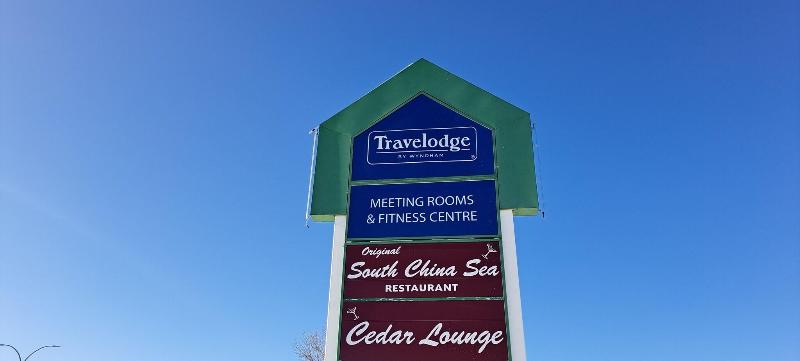 Travelodge
BY WYNDHAM
MEETING ROOMS
& FITNESS CENTRE
Original
South China Sea
RESTAURANT
Cedar Lounge